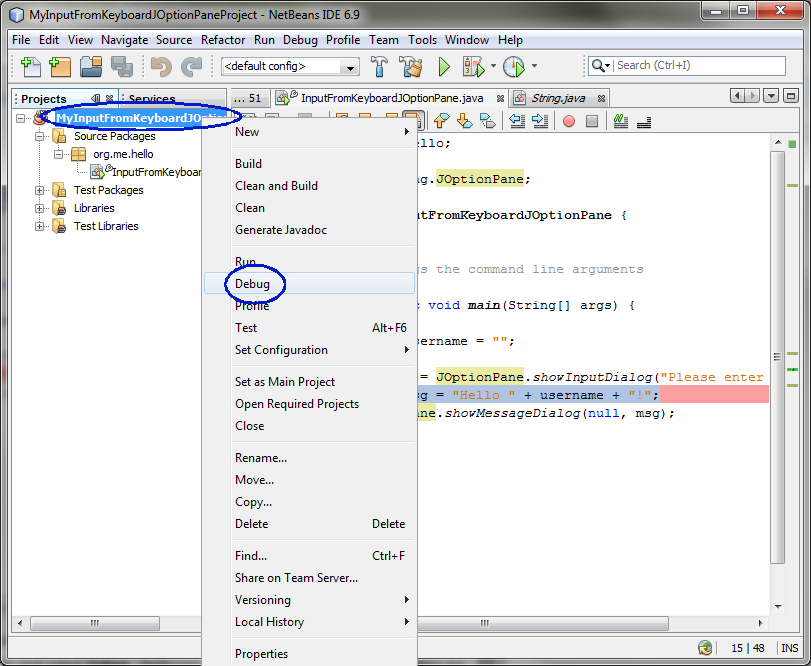 MyInputFromKeyboardJOptionPaneProject - NetBeans IDE 6.9
File Edit View Navigate Source Refactor Run Debug Profile Team Tools Window Help
<default config>
Search (Ctrl+I)
Projects
Services
... 51
InputFromKeyboardJOptionPane.java
String.java
MyInputFromKeyboardJOptio
Source Packages
org.me.hello
InputFromKeyboar
Test Packages
Libraries
Test Libraries
New
Build
Clean and Build
Clean
Generate Javadoc
Run
Debug
Profile
Test Alt+F6
Set Configuration
Set as Main Project
Open Required Projects
Close
Rename...
Move...
Copy...
Delete Delete
Find... Ctrl+F
Share on Team Server...
Versioning
Local History
Properties
llo;
g.JOptionPane;
utFromKeyboardJOptionPane {
s the command line arguments
void main(String[] args) {
sername = "";
= JOptionPane.showInputDialog("Please enter
sg = "Hello " + username + "!";
ane.showMessageDialog(null, msg);
15 | 48 INS